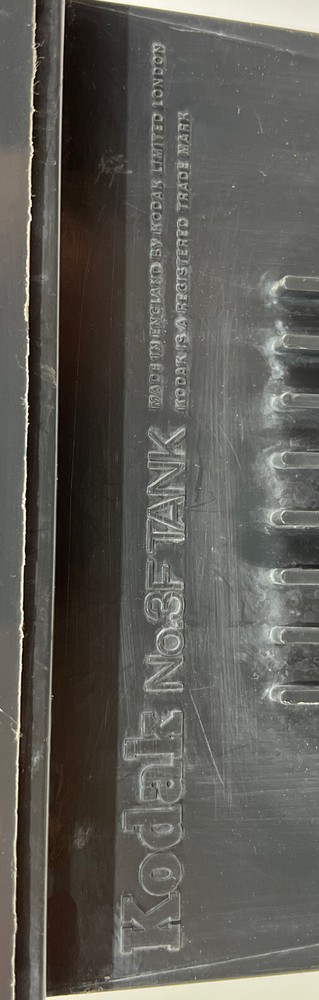 Kodak No.3F TANK
MADE IN ENGLAND BY KODAK LIMITED LONDON
KODAK IS A REGISTERED TRADE MARK